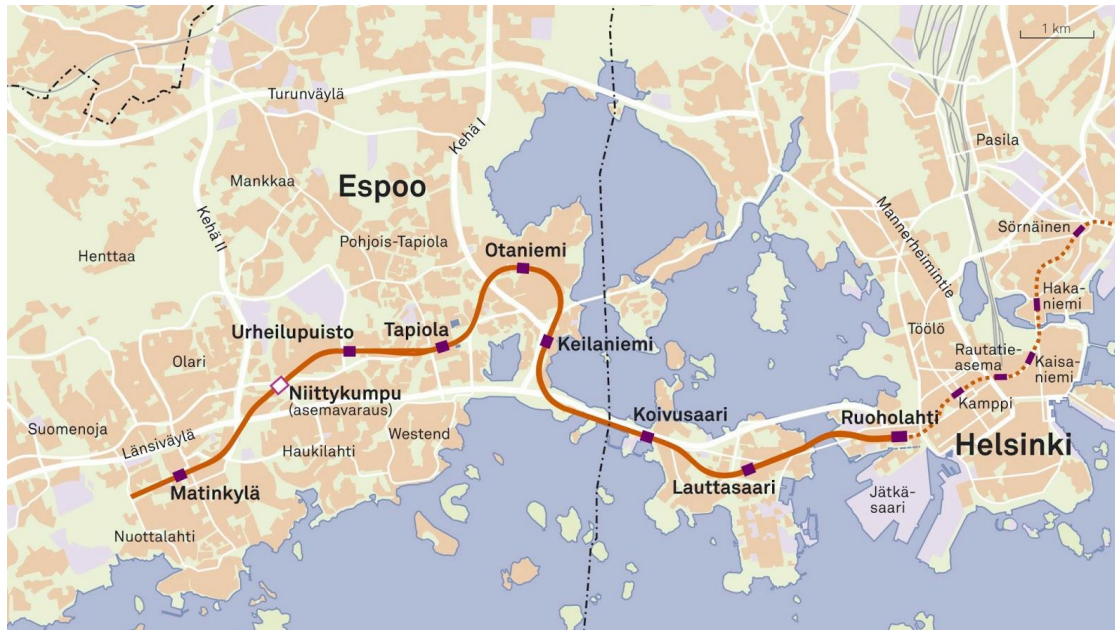 1 km
Turunväylä
Kehä I
Pasila
Mankkaa
Espoo
Kehä II
Mannerheimintie
Sörnäinen
Pohjois-Tapiola
Henttaa
Otaniemi
Haka-
niemi
Urheilupuisto
Tapiola
Keilaniemi
Töölö
Rautatie-
asema
Kaisa-
niemi
Olari
Niittykumpu
(asemavaraus)
Kamppi
Koivusaari
Ruoholahti
Suomenoja
Länsiväylä
Westend
Haukilahti
Helsinki
Matinkylä
Lauttasaari
Jätkä-
saari
Nuottalahti